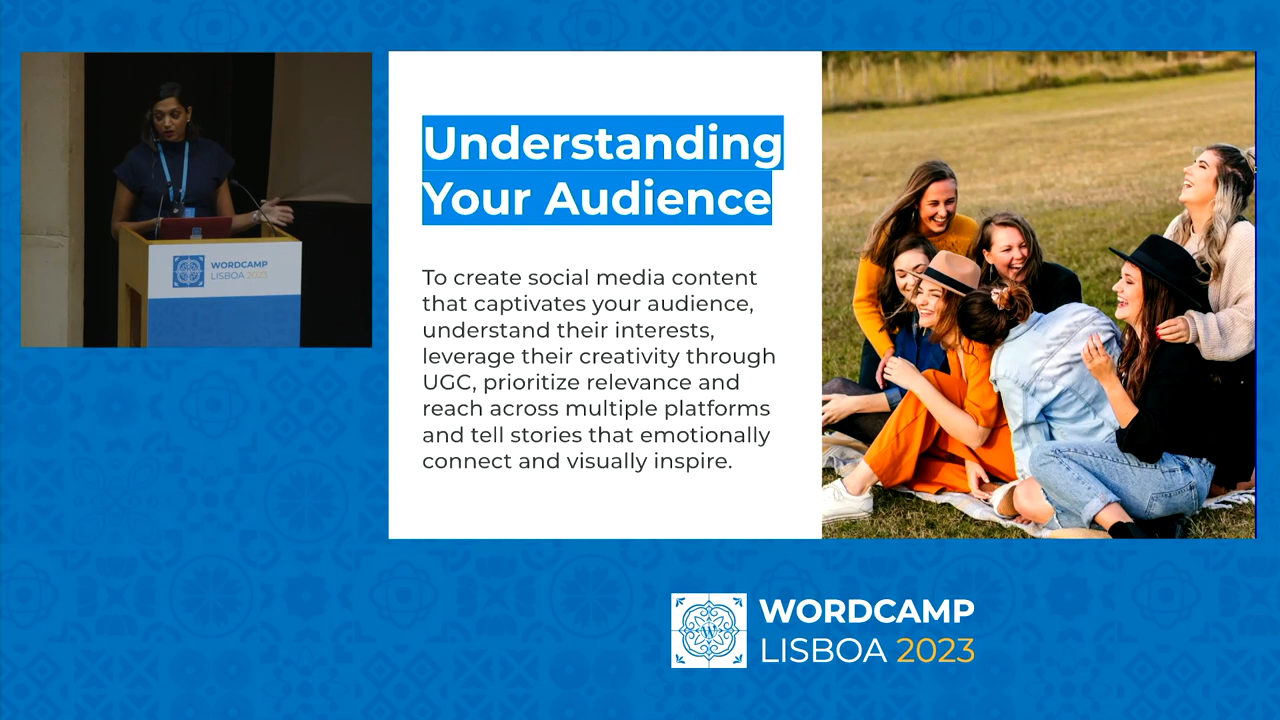 WORDCAMP
LISBOA 2023
Understanding
Your Audience
To create social media content
that captivates your audience,
understand their interests,
leverage their creativity through
UGC, prioritize relevance and
reach across multiple platforms
and tell stories that emotionally
connect and visually inspire.
WORDCAMP
LISBOA 2023